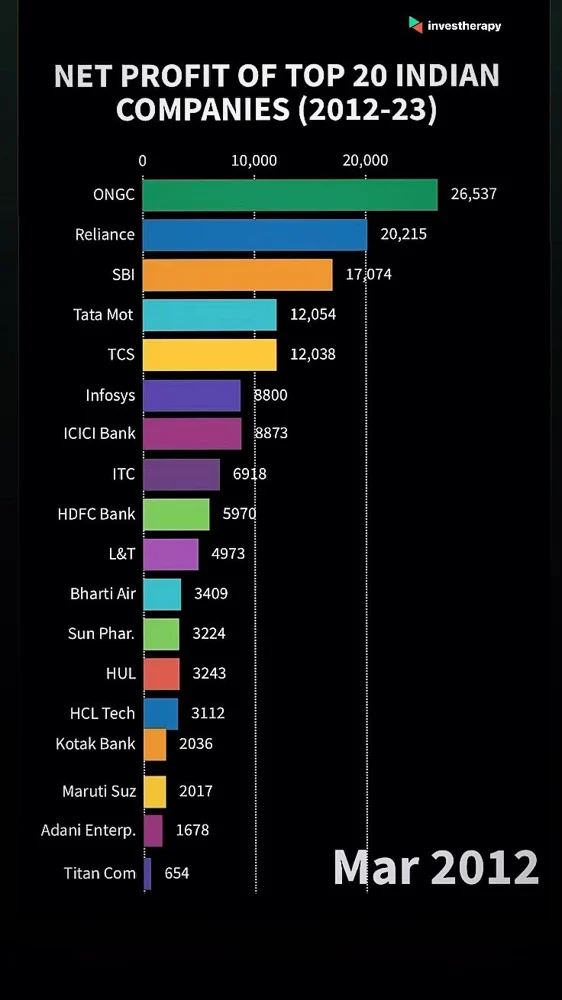 investherapy
NET PROFIT OF TOP 20 INDIAN
COMPANIES (2012-23)
0 10,000 20,000
ONGC 26,537
Reliance 20,215
SBI 17,074
Tata Mot 12,054
TCS 12,038
Infosys 8800
ICICI Bank 8873
ITC 6918
HDFC Bank 5970
L&T 4973
Bharti Air 3409
Sun Phar. 3224
HUL 3243
HCL Tech 3112
Kotak Bank 2036
Maruti Suz 2017
Adani Enterp. 1678
Titan Com 654
Mar 2012